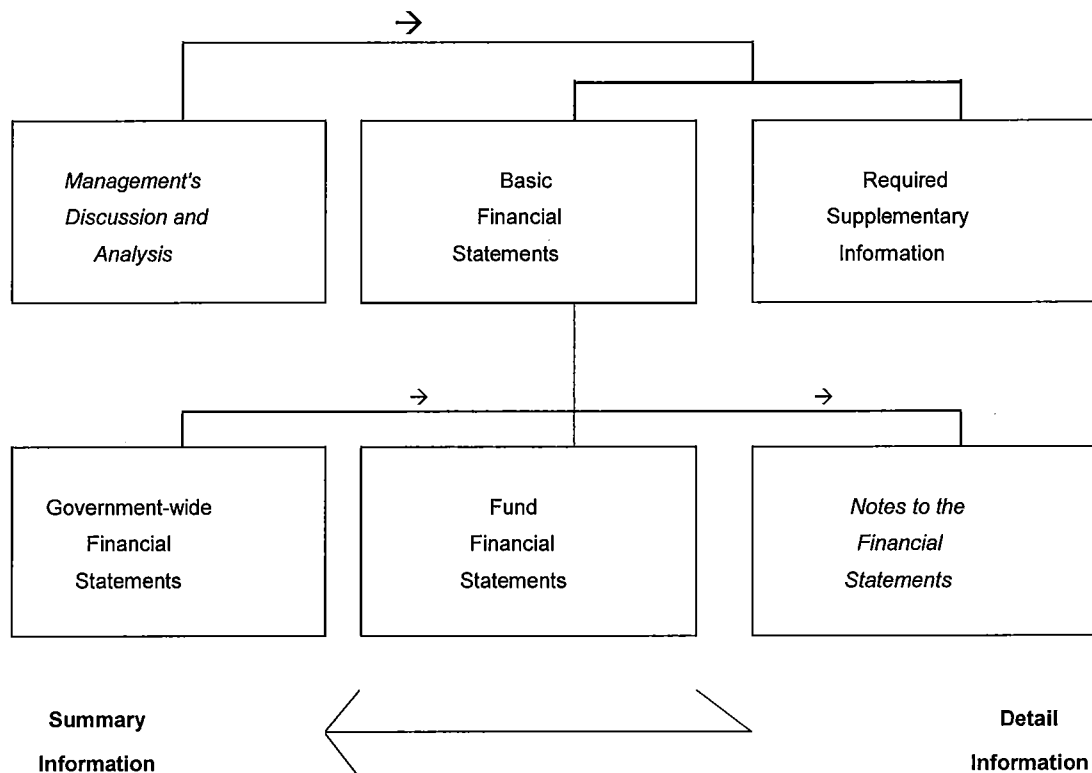 →
Management's
Discussion and
Analysis
Basic
Financial
Statements
Required
Supplementary
Information
→
→
Government-wide
Financial
Statements
Fund
Financial
Statements
Notes to the
Financial
Statements
Summary
Information
Detail
Information